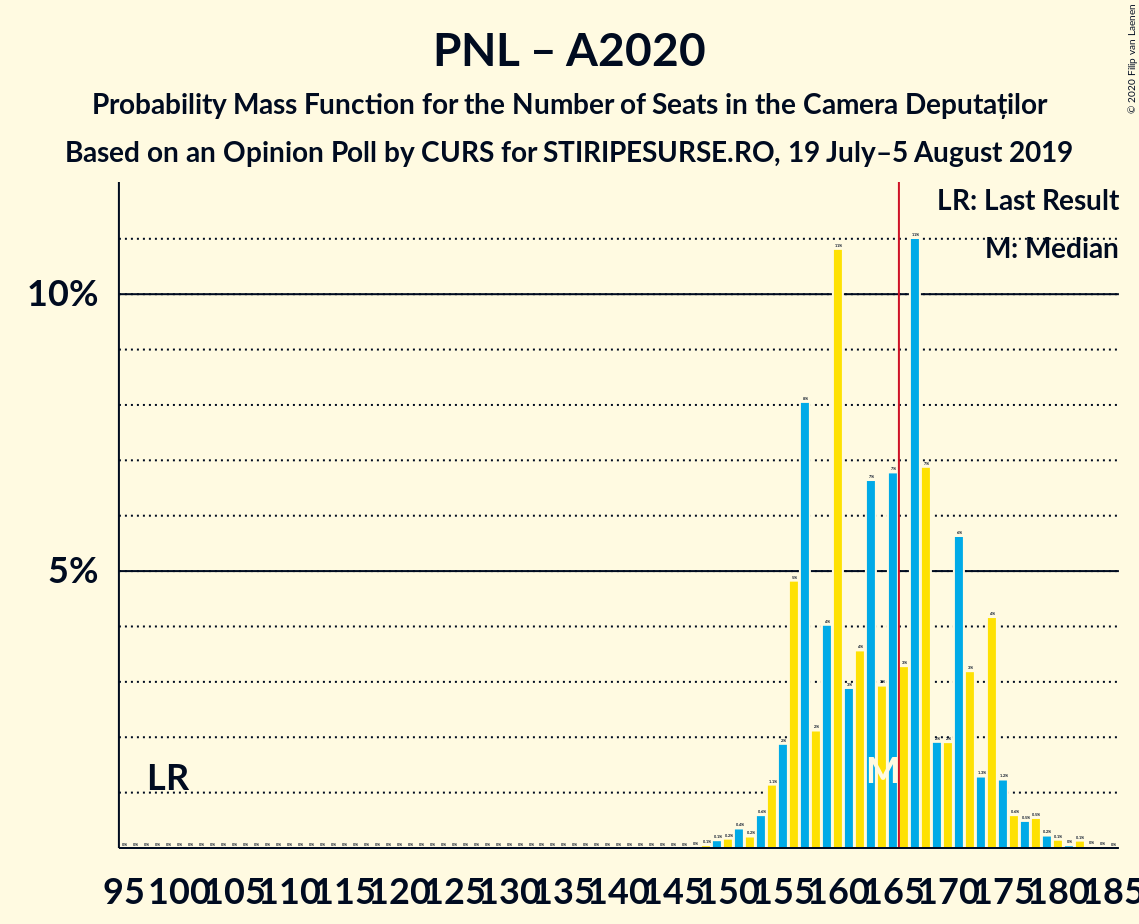 PNL – A2020
Probability Mass Function for the Number of Seats in the Camera Deputaților
Based on an Opinion Poll by CURS for STIRIPESURSE.RO, 19 July–5 August 2019
© 2020 Filip van Laenen
LR: Last Result
M: Median
10%
5%
LR
M
95 100 105 110 115 120 125 130 135 140 145 150 155 160 165 170 175 180 185